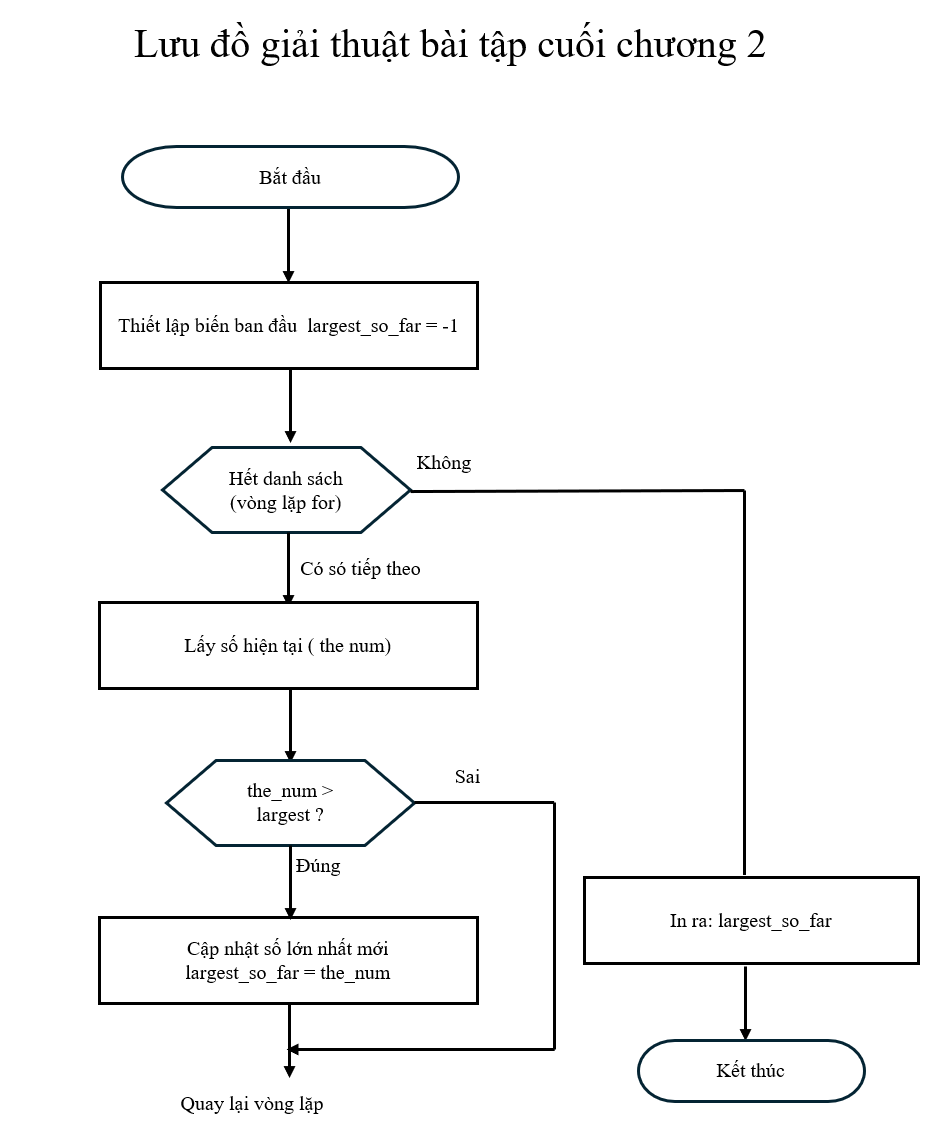 Lưu đồ giải thuật bài tập cuối chương 2
Bắt đầu
Thiết lập biến ban đầu largest_so_far = -1
Hết danh sách
(vòng lặp for)
Không
Có só tiếp theo
Lấy số hiện tại ( the num)
the_num >
largest ?
Sai
Đúng
Cập nhật số lớn nhất mới
largest_so_far = the_num
Quay lại vòng lặp
In ra: largest_so_far
Kết thúc